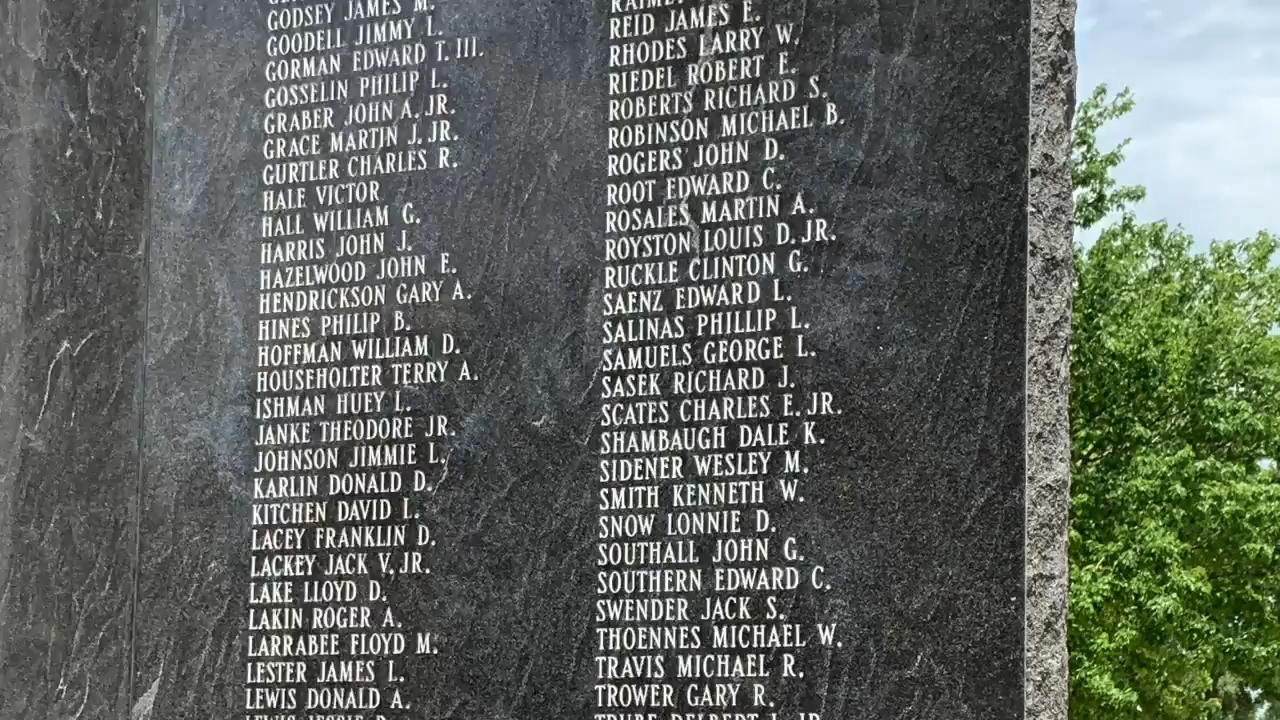 GODSEY JAMES M.
GOODELL JIMMY L.
GORMAN EDWARD T. III.
GOSSELIN PHILIP L.
GRABER JOHN A. JR.
GRACE MARTIN J. JR.
GURTLER CHARLES R.
HALE VICTOR
HALL WILLIAM G.
HARRIS JOHN J.
HAZELWOOD JOHN E.
HENDRICKSON GARY A.
HINES PHILIP B.
HOFFMAN WILLIAM D.
HOUSEHOLTER TERRY A.
ISHMAN HUEY L.
JANKE THEODORE JR.
JOHNSON JIMMIE L.
KARLIN DONALD D.
KITCHEN DAVID L.
LACEY FRANKLIN D.
LACKEY JACK V. JR.
LAKE LLOYD D.
LAKIN ROGER A.
LARRABEE FLOYD M.
LESTER JAMES L.
LEWIS DONALD A.
REID JAMES E.
RHODES LARRY W.
RIEDEL ROBERT E.
ROBERTS RICHARD S.
ROBINSON MICHAEL B.
ROGERS JOHN D.
ROOT EDWARD C.
ROSALES MARTIN A.
ROYSTON LOUIS D. JR.
RUCKLE CLINTON G.
SAENZ EDWARD L.
SALINAS PHILLIP L.
SAMUELS GEORGE L.
SASEK RICHARD J.
SCATES CHARLES E. JR.
SHAMBAUGH DALE K.
SIDENER WESLEY M.
SMITH KENNETH W.
SNOW LONNIE D.
SOUTHALL JOHN G.
SOUTHERN EDWARD C.
SWENDER JACK S.
THOENNES MICHAEL W.
TRAVIS MICHAEL R.
TROWER GARY R.